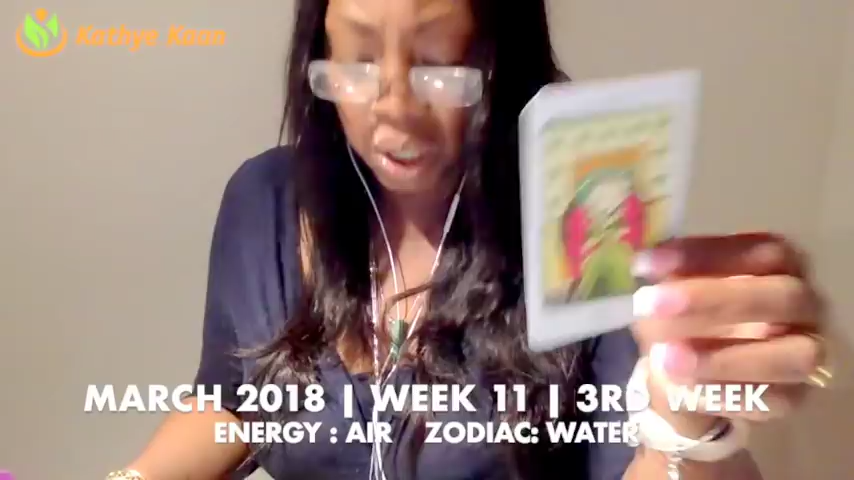 Kathye Kaan
MARCH 2018 | WEEK 11 | 3RD WEEK
ENERGY : AIR ZODIAC: WATER